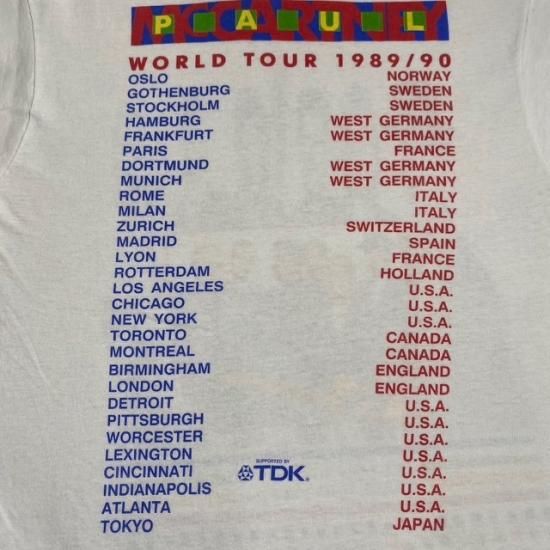 MCCARTNEY
PAUL
WORLD TOUR 1989/90
OSLO NORWAY
GOTHENBURG SWEDEN
STOCKHOLM SWEDEN
HAMBURG WEST GERMANY
FRANKFURT WEST GERMANY
PARIS FRANCE
DORTMUND WEST GERMANY
MUNICH WEST GERMANY
ROME ITALY
MILAN ITALY
ZURICH SWITZERLAND
MADRID SPAIN
LYON FRANCE
ROTTERDAM HOLLAND
LOS ANGELES U.S.A.
CHICAGO U.S.A.
NEW YORK U.S.A.
TORONTO CANADA
MONTREAL CANADA
BIRMINGHAM ENGLAND
LONDON ENGLAND
DETROIT U.S.A.
PITTSBURGH U.S.A.
WORCESTER U.S.A.
LEXINGTON U.S.A.
SUPPORTED BY
CINCINNATI TDK® U.S.A.
INDIANAPOLIS U.S.A.
ATLANTA U.S.A.
TOKYO JAPAN